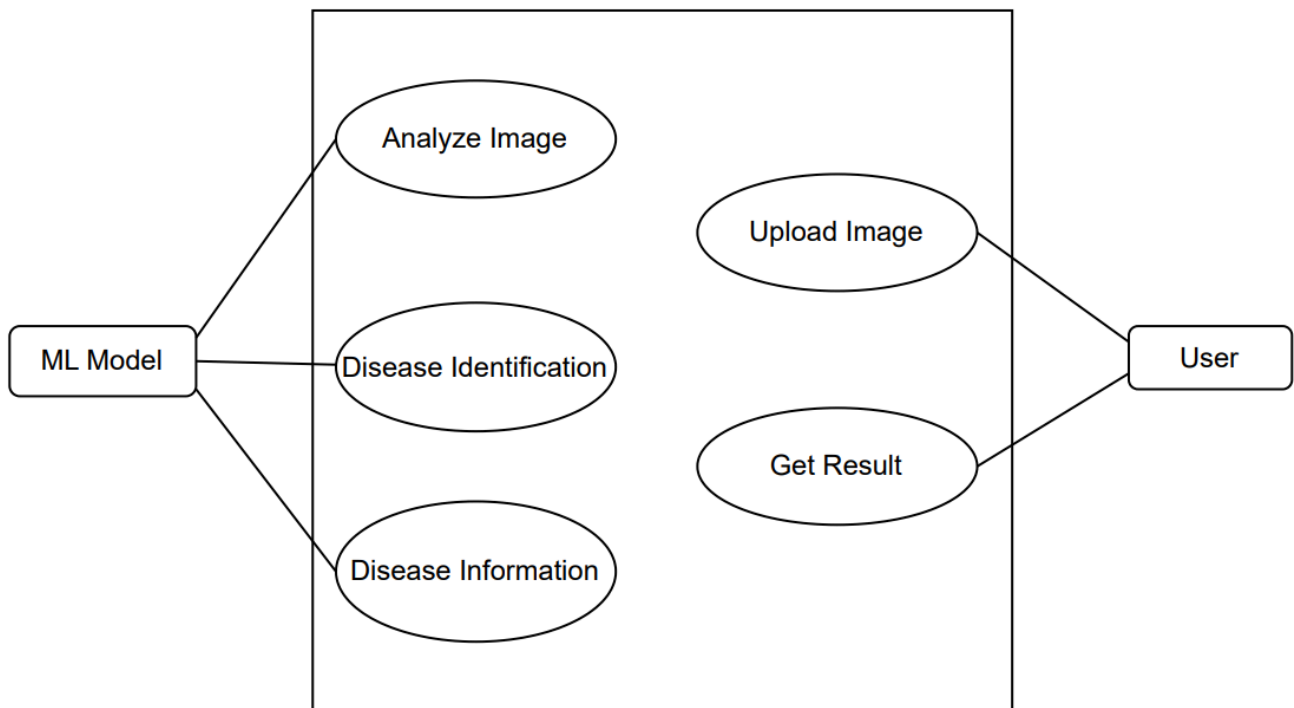 Analyze Image
Upload Image
ML Model
Disease Identification
User
Get Result
Disease Information